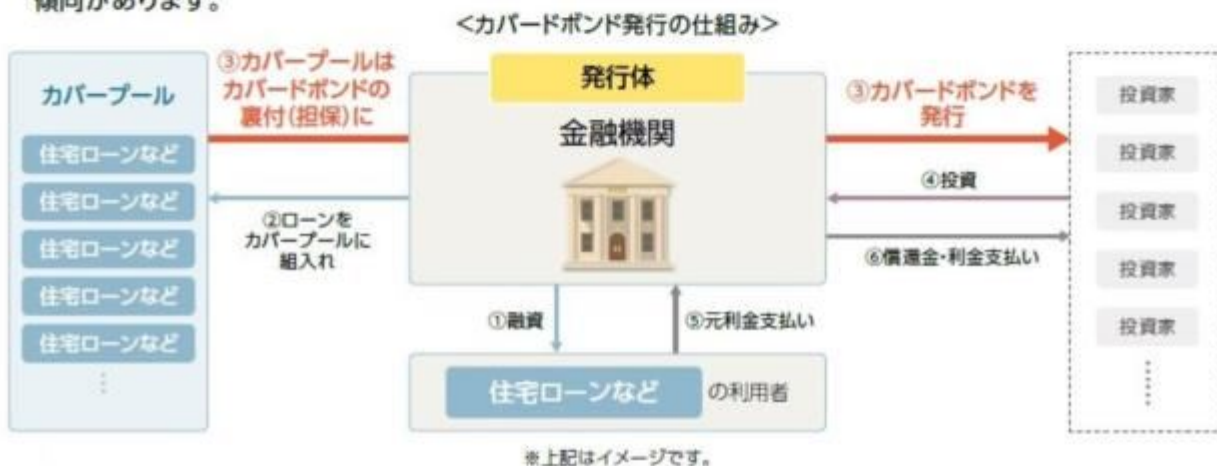 傾向があります。
<カバードボンド発行の仕組み>
カバープール
住宅ローンなど
住宅ローンなど
住宅ローンなど
住宅ローンなど
住宅ローンなど
③カバープールは
カバードボンドの
裏付(担保)に
②ローンを
カバープールに
組入れ
発行体
金融機関
①融資
⑤元利金支払い
住宅ローンなど の利用者
③カバードボンドを
発行
④投資
⑥償還金・利金支払い
投資家
投資家
投資家
投資家
投資家
※上記はイメージです。